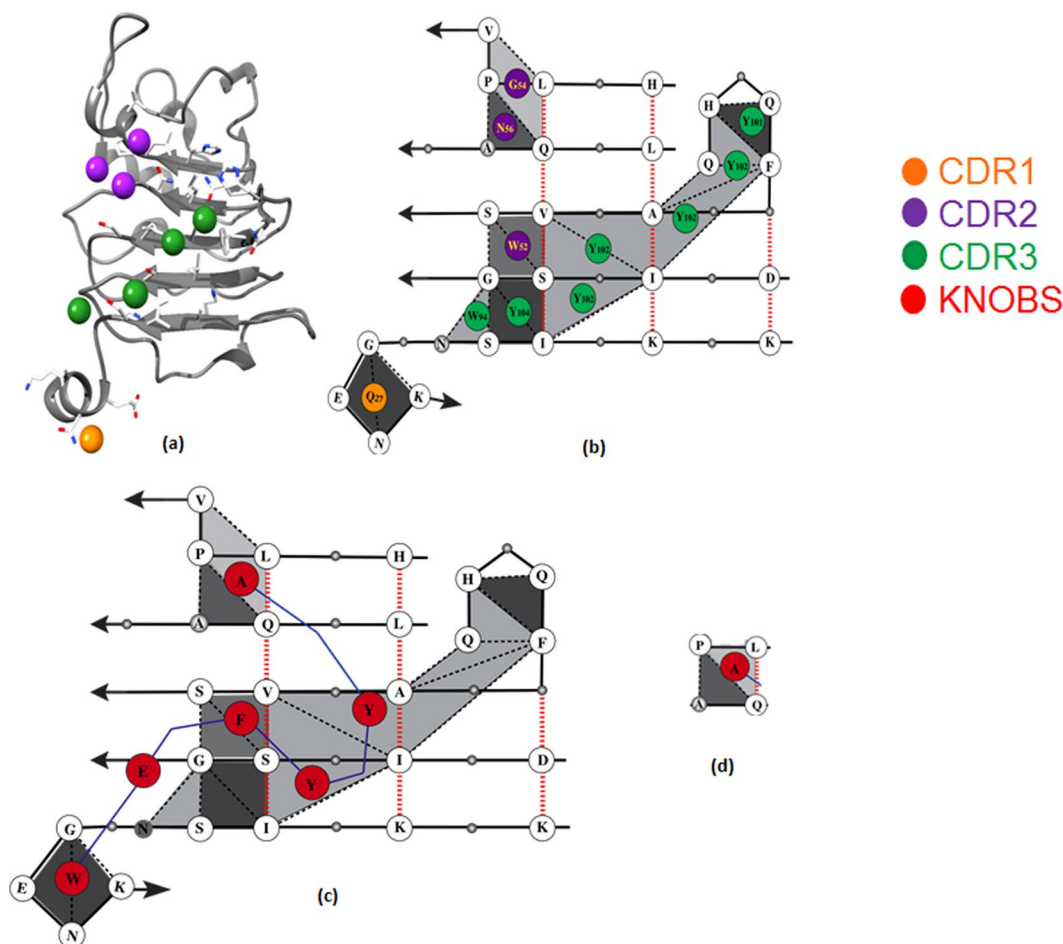 V
P G54 L H
N56
A Q L
H Q
Y101
Q Y102 F
S V A Y102
W52 Y102
G S I D
W94 Y104 Y102
G N S I K K
E Q27 K
N
CDR1
CDR2
CDR3
KNOBS
(a)
(b)
V
P L H
A
A Q L
H Q
Q F
S V A
F Y
E G S I D
Y
G N S I K K
E W K
N
(c)
P L
A
A Q
(d)